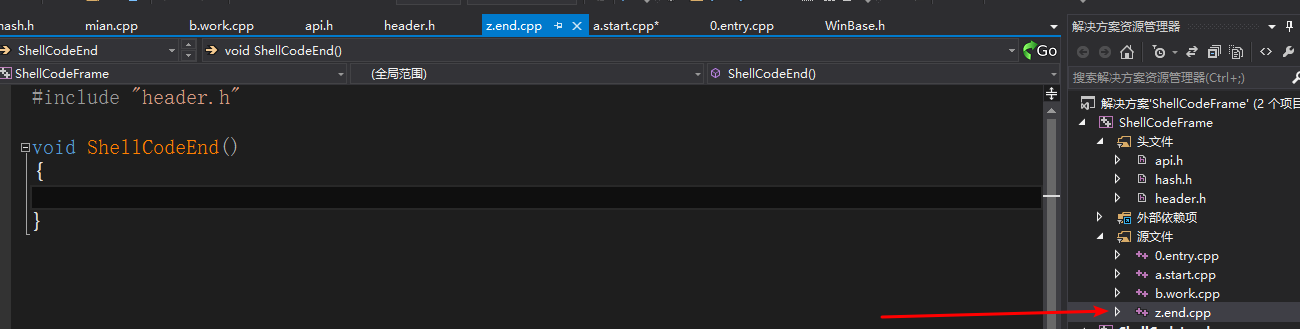 hash.h mian.cpp b.work.cpp api.h header.h z.end.cpp a.start.cpp* 0.entry.cpp WinBase.h
ShellCodeEnd void ShellCodeEnd() Go
ShellCodeFrame (全局范围) ShellCodeEnd()
#include "header.h"
void ShellCodeEnd()
{
}
解决方案资源管理器
搜索解决方案资源管理器(Ctrl+;)
解决方案'ShellCodeFrame' (2 个项目
ShellCodeFrame
头文件
api.h
hash.h
header.h
外部依赖项
源文件
0.entry.cpp
a.start.cpp
b.work.cpp
z.end.cpp